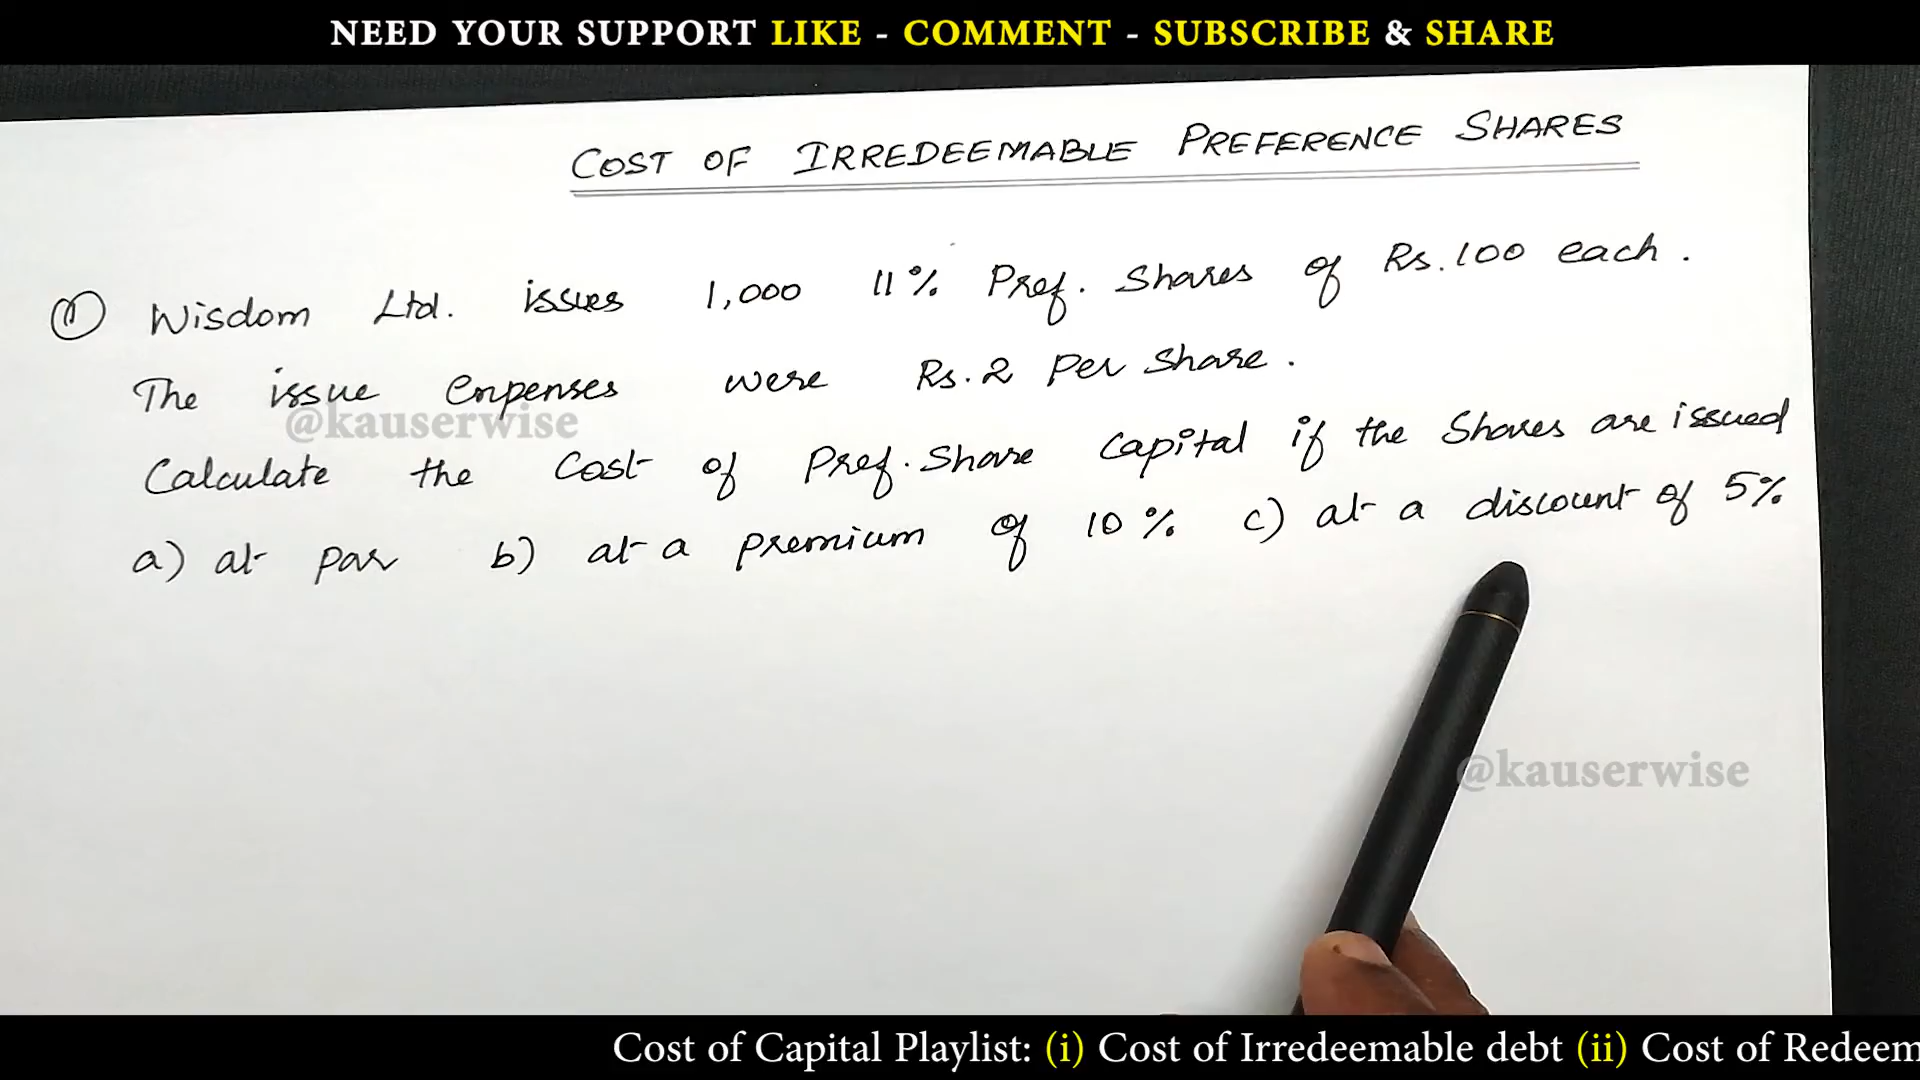 NEED YOUR SUPPORT LIKE - COMMENT - SUBSCRIBE & SHARE
COST OF IRREDEEMABLE PREFERENCE SHARES
1) Wisdom Ltd. issues 1,000 11% Pref. Shares of Rs.100 each.
The issue expenses were Rs.2 Per Share.
@kauserwise
Calculate the Cost of Pref. Share Capital if the Shares are issued
a) at par b) at a premium of 10% c) at a discount of 5%
@kauserwise
Cost of Capital Playlist: (i) Cost of Irredeemable debt (ii) Cost of Redeem